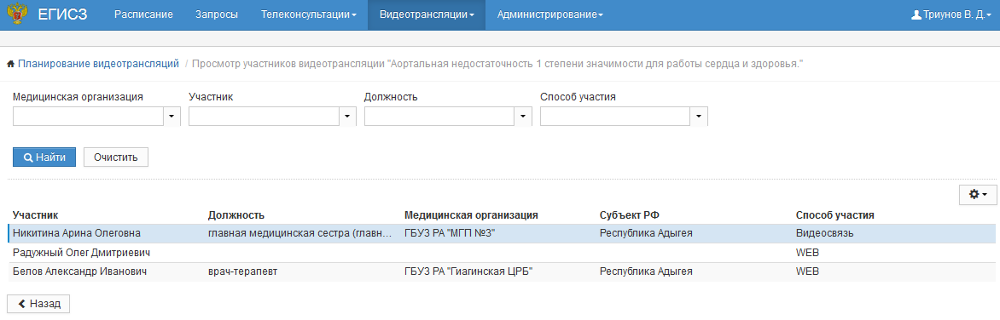 ЕГИСЗ Расписание Запросы Телеконсультации Видеотрансляции Администрирование Триунов В. Д.
Планирование видеотрансляций / Просмотр участников видеотрансляции "Аортальная недостаточность 1 степени значимости для работы сердца и здоровья."
Медицинская организация Участник Должность Способ участия
Найти Очистить
Участник Должность Медицинская организация Субъект РФ Способ участия
Никитина Арина Олеговна главная медицинская сестра (главн... ГБУЗ РА "МГП №3" Республика Адыгея Видеосвязь
Радужный Олег Дмитриевич WEB
Белов Александр Иванович врач-терапевт ГБУЗ РА "Гиагинская ЦРБ" Республика Адыгея WEB
Назад